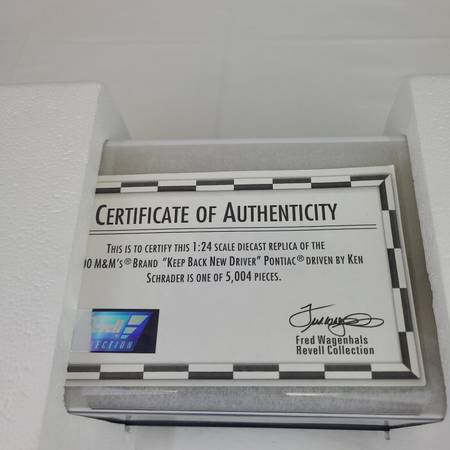 CERTIFICATE OF AUTHENTICITY
THIS IS TO CERTIFY THIS 1:24 SCALE DIECAST REPLICA OF THE
M&M'S® BRAND "KEEP BACK NEW DRIVER" PONTIAC® DRIVEN BY KEN
SCHRADER IS ONE OF 5,004 PIECES.
Fred Wagenhals
Revell Collection